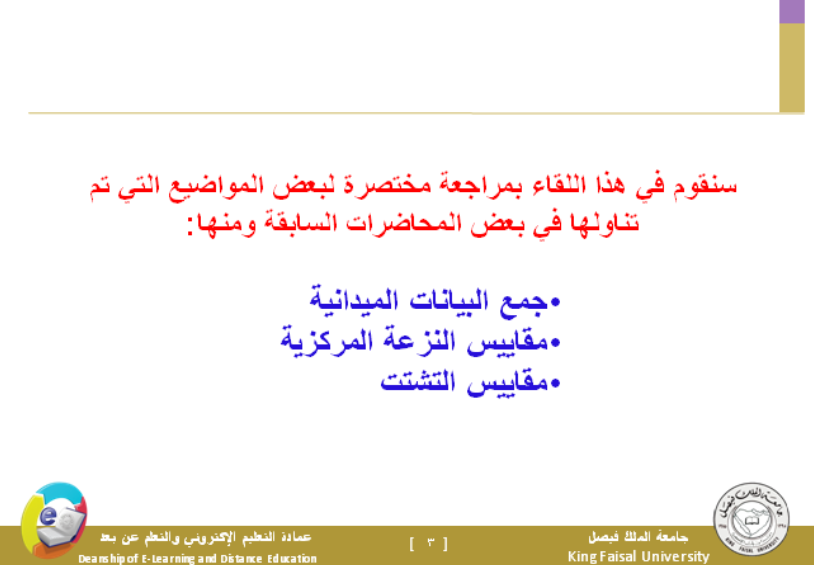 سنقوم في هذا اللقاء بمراجعة مختصرة لبعض المواضيع التي تم
تناولها في بعض المحاضرات السابقة ومنها:
•جمع البيانات الميدانية
•مقاييس النزعة المركزية
•مقاييس التشتت
جامعة الملك فيصل
King Faisal University
[ ٣ ]
عمادة التعليم الإلكتروني والتعلم عن بعد
Deanship of E-Learning and Distance Education